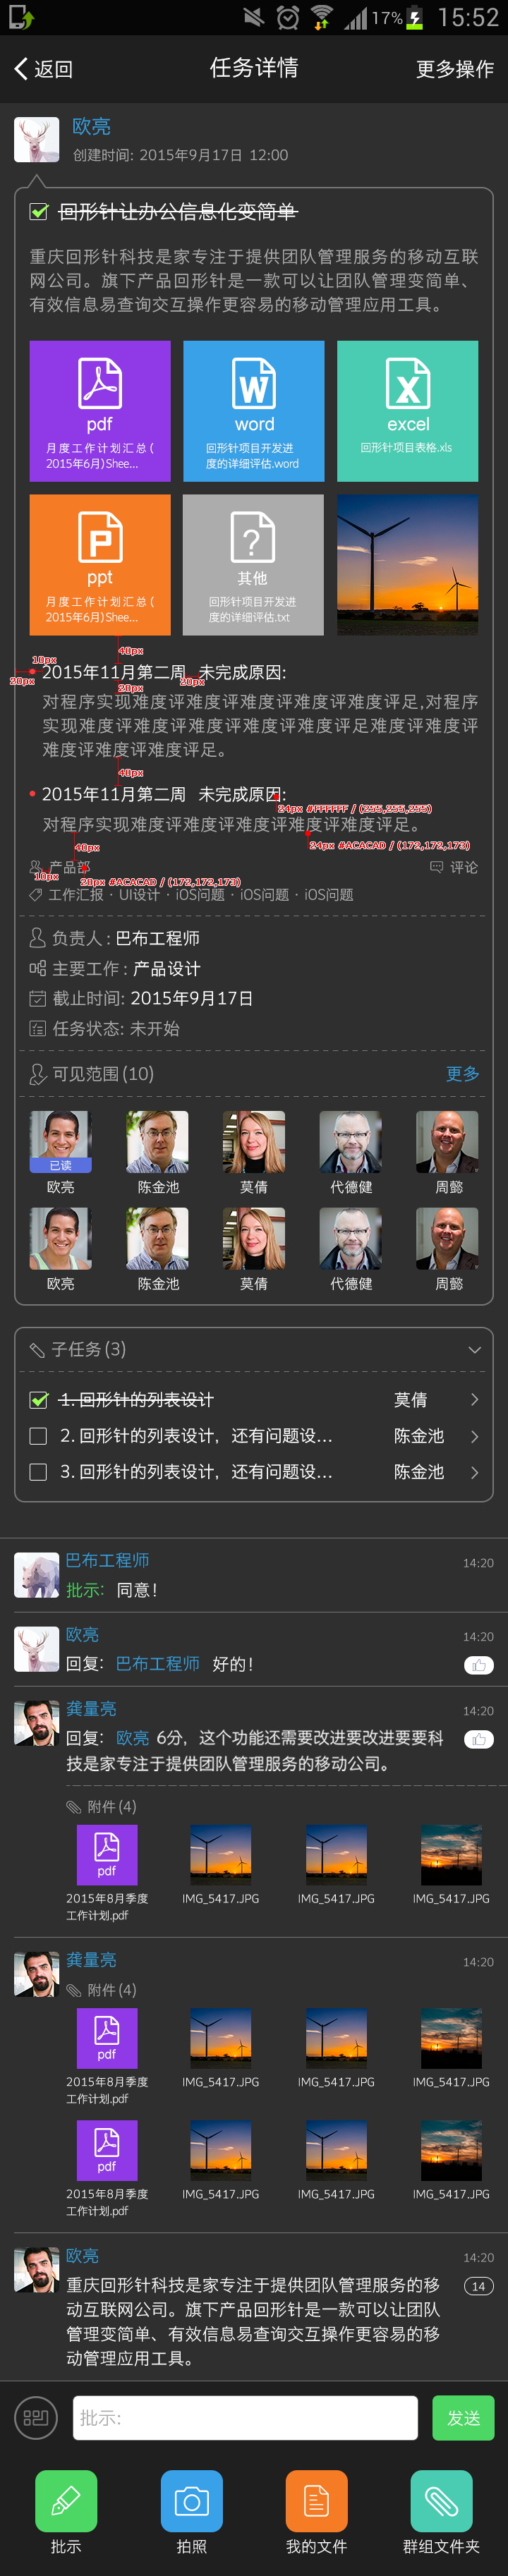 17% 15:52
返回 任务详情 更多操作
欧亮
创建时间: 2015年9月17日 12:00
回形针让办公信息化变简单
重庆回形针科技是家专注于提供团队管理服务的移动互联
网公司。旗下产品回形针是一款可以让团队管理变简单、
有效信息易查询交互操作更容易的移动管理应用工具。
pdf
月度工作计划汇总(
2015年6月)Shee...
word
回形针项目开发进
度的详细评估.word
excel
回形针项目表格.xls
ppt
月度工作计划汇总(
2015年6月)Shee...
其他
回形针项目开发进
度的详细评估.txt
40px
10px
20px
2015年11月第二周 未完成原因:
20px
20px
对程序实现难度评难度评难度评难度评难度评足,对程序
实现难度评难度评难度评难度评难度评足难度评难度评
难度评难度评难度评足。
40px
2015年11月第二周 未完成原因:
24px #FFFFFF / (255,255,255)
对程序实现难度评难度评难度评难度评难度评足。
24px #ACACAD / (172,172,173)
40px
产品部 评论
10px
20px #ACACAD / (172,172,173)
工作汇报 · UI设计 · iOS问题 · iOS问题 · iOS问题
负责人 : 巴布工程师
主要工作 : 产品设计
截止时间: 2015年9月17日
任务状态: 未开始
可见范围(10) 更多
已读
欧亮 陈金池 莫倩 代德健 周懿
欧亮 陈金池 莫倩 代德健 周懿
子任务(3)
1. 回形针的列表设计 莫倩
2. 回形针的列表设计，还有问题设... 陈金池
3. 回形针的列表设计，还有问题设... 陈金池
巴布工程师 14:20
批示: 同意!
欧亮 14:20
回复: 巴布工程师 好的!
龚量亮 14:20
回复: 欧亮 6分，这个功能还需要改进要改进要要科
技是家专注于提供团队管理服务的移动公司。
附件(4)
pdf
2015年8月季度
工作计划.pdf
IMG_5417.JPG IMG_5417.JPG IMG_5417.JPG
龚量亮 14:20
附件(4)
pdf
2015年8月季度
工作计划.pdf
IMG_5417.JPG IMG_5417.JPG IMG_5417.JPG
pdf
2015年8月季度
工作计划.pdf
IMG_5417.JPG IMG_5417.JPG IMG_5417.JPG
欧亮 14:20
重庆回形针科技是家专注于提供团队管理服务的移
动互联网公司。旗下产品回形针是一款可以让团队
管理变简单、有效信息易查询交互操作更容易的移
动管理应用工具。
14
批示: 发送
批示 拍照 我的文件 群组文件夹